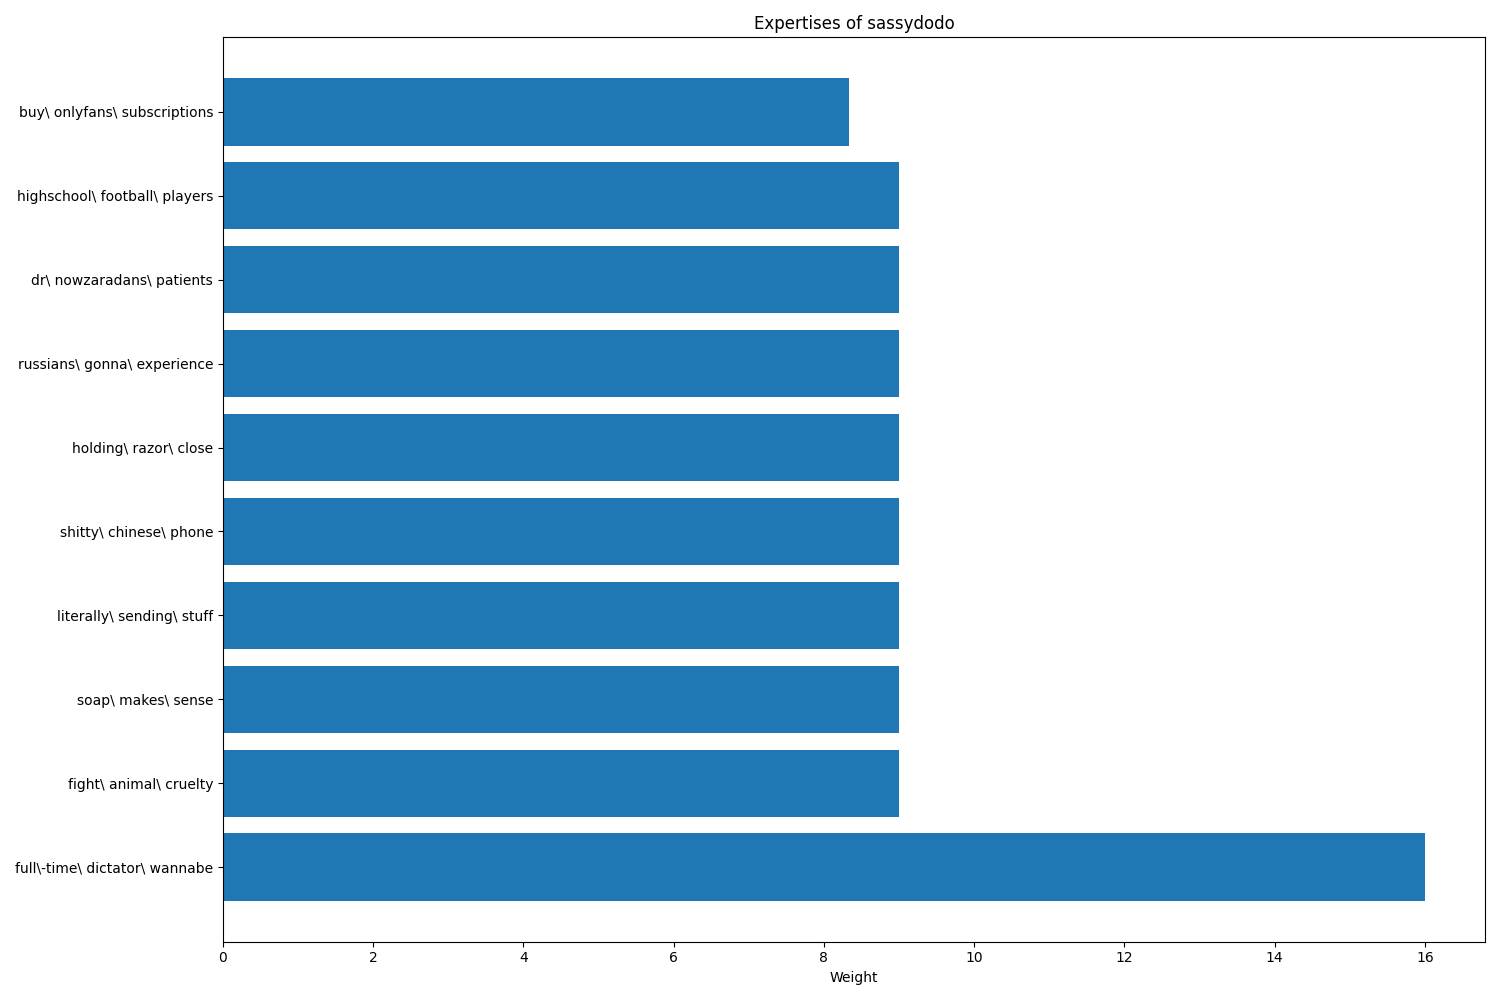 Expertises of sassydodo
buy\ onlyfans\ subscriptions
highschool\ football\ players
dr\ nowzaradans\ patients
russians\ gonna\ experience
holding\ razor\ close
shitty\ chinese\ phone
literally\ sending\ stuff
soap\ makes\ sense
fight\ animal\ cruelty
full\-time\ dictator\ wannabe
0 2 4 6 8 10 12 14 16
Weight